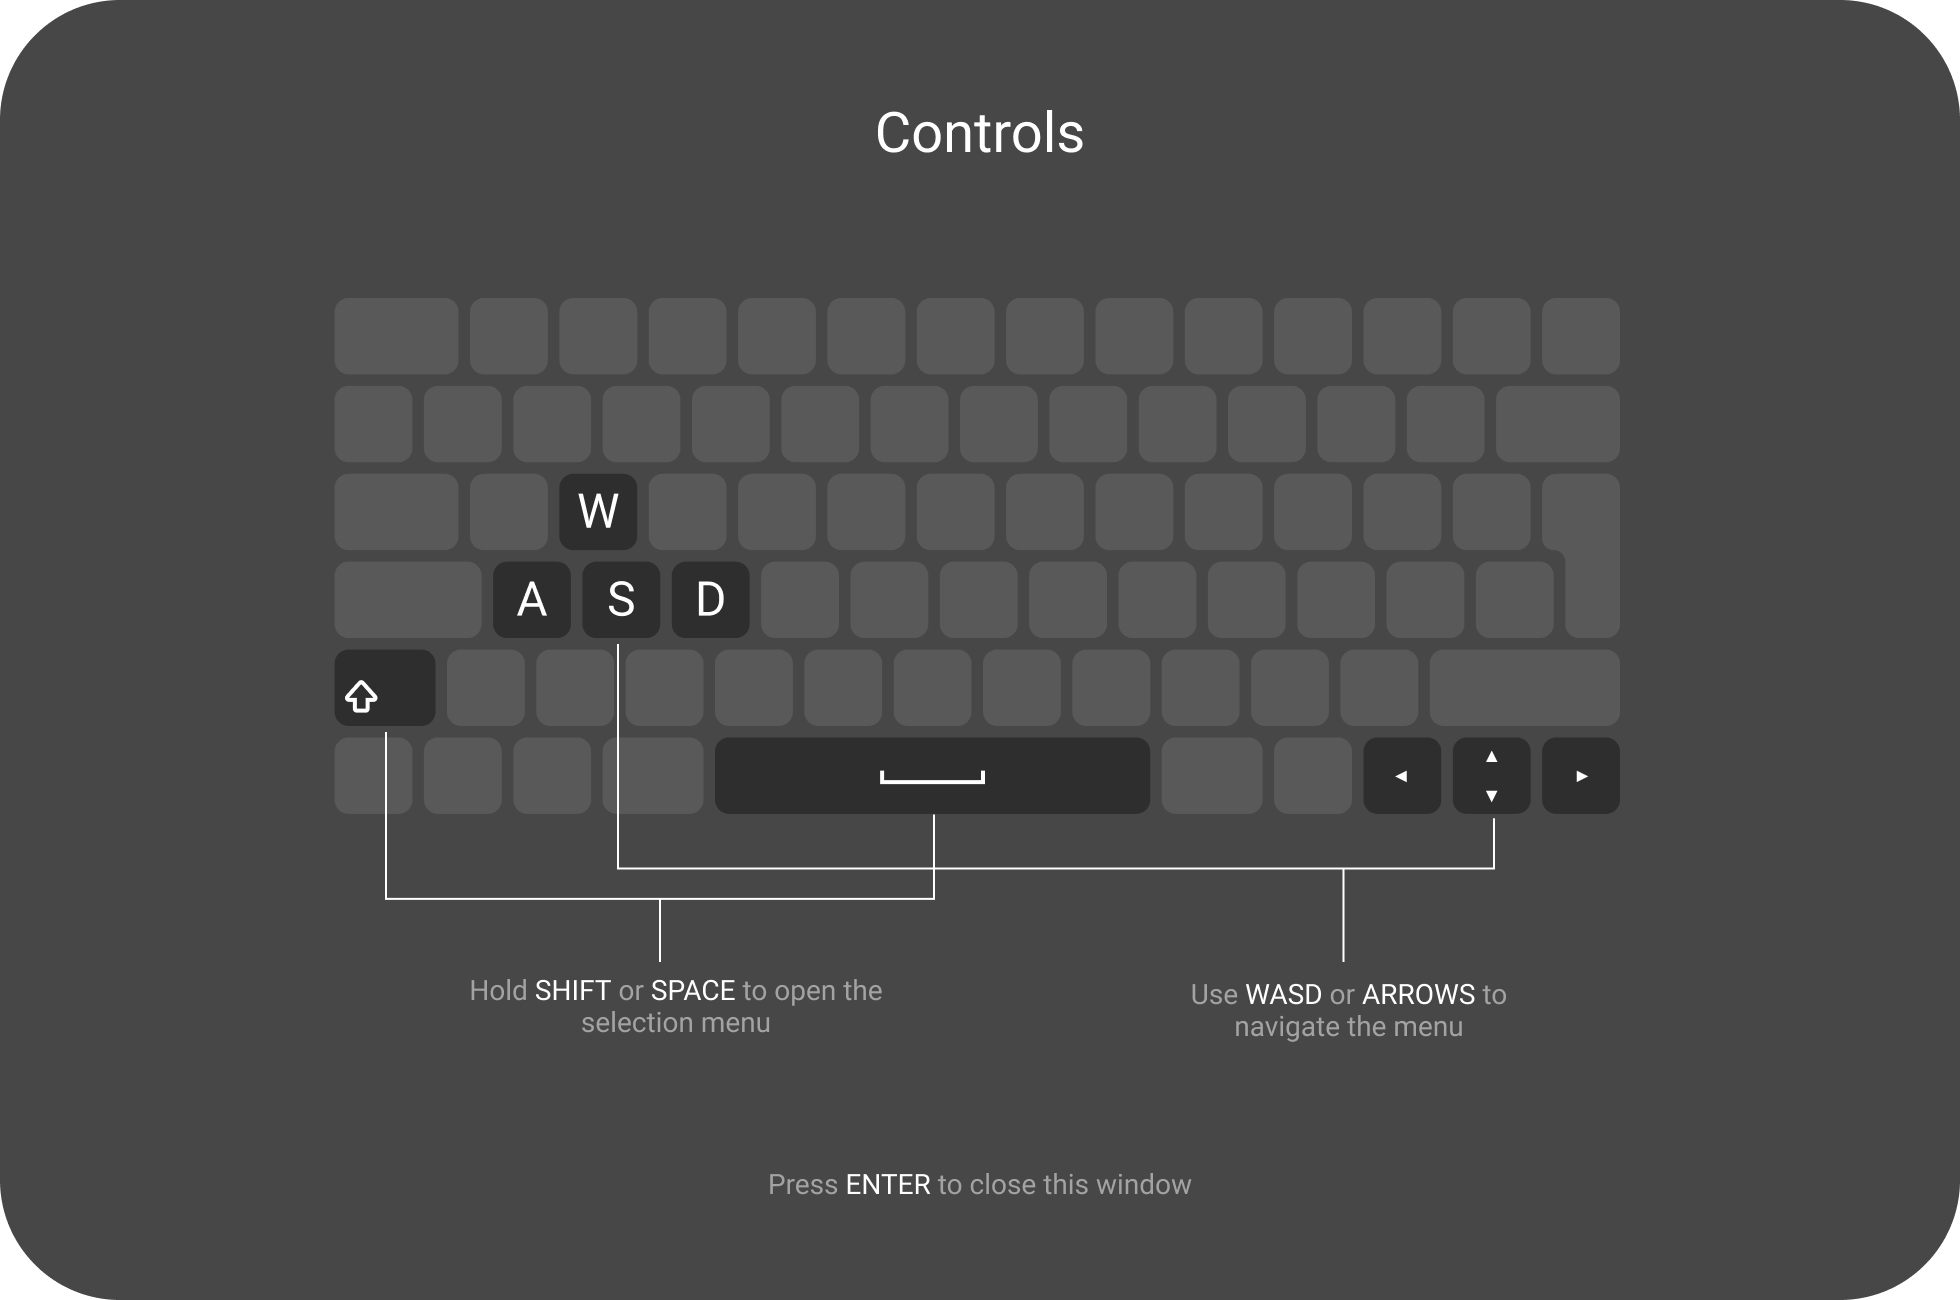 Controls
W
A S D
Hold SHIFT or SPACE to open the
selection menu
Use WASD or ARROWS to
navigate the menu
Press ENTER to close this window